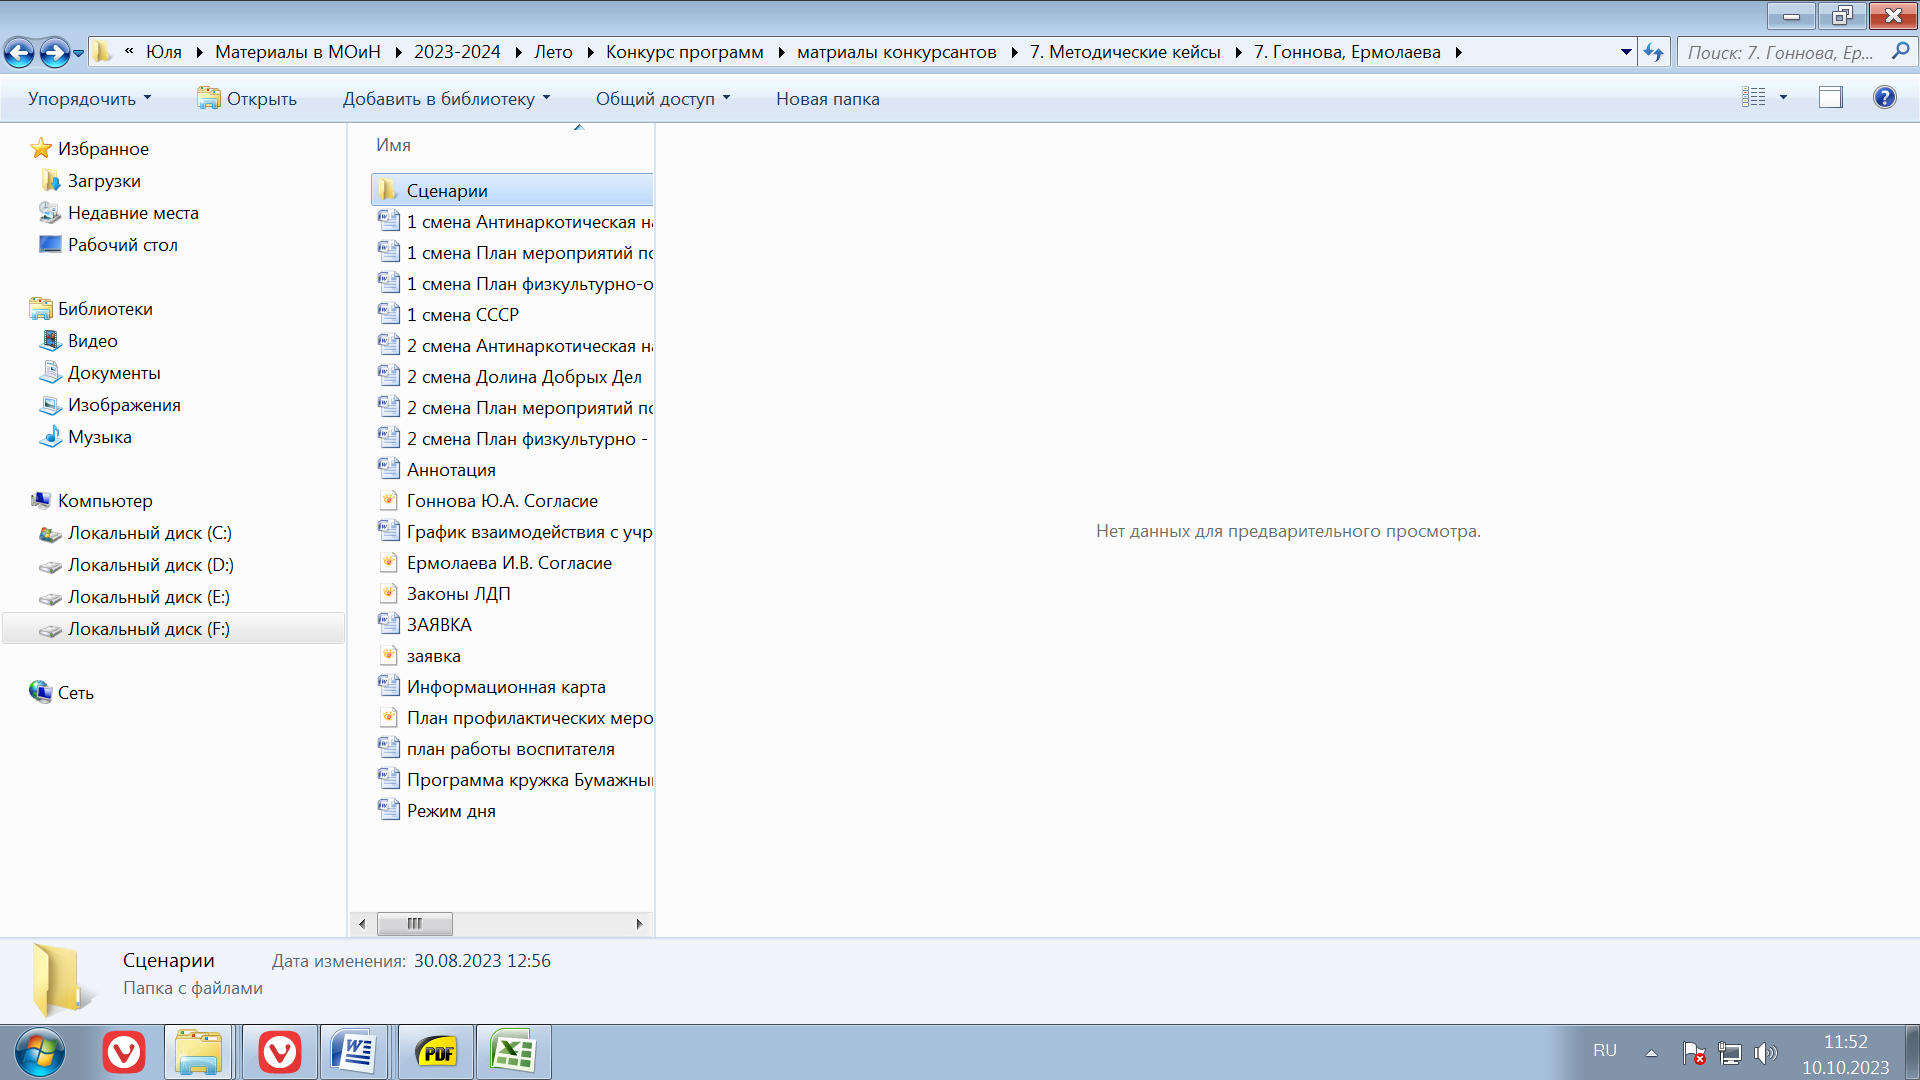 « Юля ▸ Материалы в МОиН ▸ 2023-2024 ▸ Лето ▸ Конкурс программ ▸ матриалы конкурсантов ▸ 7. Методические кейсы ▸ 7. Гоннова, Ермолаева ▸
Поиск: 7. Гоннова, Ер...
Упорядочить Открыть Добавить в библиотеку Общий доступ Новая папка
Избранное
Загрузки
Недавние места
Рабочий стол
Библиотеки
Видео
Документы
Изображения
Музыка
Компьютер
Локальный диск (C:)
Локальный диск (D:)
Локальный диск (E:)
Локальный диск (F:)
Сеть
Имя
Сценарии
1 смена Антинаркотическая
1 смена План мероприятий по
1 смена План физкультурно-о
1 смена СССР
2 смена Антинаркотическая
2 смена Долина Добрых Дел
2 смена План мероприятий по
2 смена План физкультурно -
Аннотация
Гоннова Ю.А. Согласие
График взаимодействия с учр
Ермолаева И.В. Согласие
Законы ЛДП
ЗАЯВКА
заявка
Информационная карта
План профилактических меро
план работы воспитателя
Программа кружка Бумажны
Режим дня
Нет данных для предварительного просмотра.
Сценарии Дата изменения: 30.08.2023 12:56
Папка с файлами
PDF
RU
11:52
10.10.2023